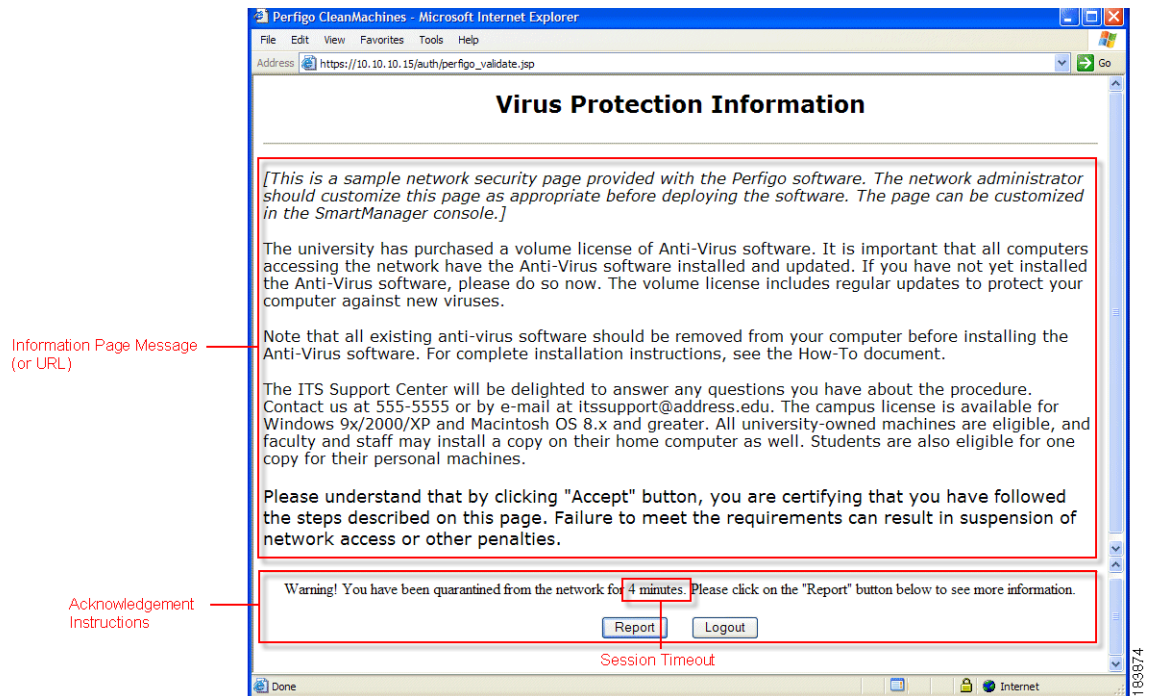 Perfigo CleanMachines - Microsoft Internet Explorer
File Edit View Favorites Tools Help
Address https://10.10.10.15/auth/perfigo_validate.jsp Go
Virus Protection Information
[This is a sample network security page provided with the Perfigo software. The network administrator
should customize this page as appropriate before deploying the software. The page can be customized
in the SmartManager console.]
The university has purchased a volume license of Anti-Virus software. It is important that all computers
accessing the network have the Anti-Virus software installed and updated. If you have not yet installed
the Anti-Virus software, please do so now. The volume license includes regular updates to protect your
computer against new viruses.
Information Page Message
(or URL)
Note that all existing anti-virus software should be removed from your computer before installing the
Anti-Virus software. For complete installation instructions, see the How-To document.
The ITS Support Center will be delighted to answer any questions you have about the procedure.
Contact us at 555-5555 or by e-mail at itssupport@address.edu. The campus license is available for
Windows 9x/2000/XP and Macintosh OS 8.x and greater. All university-owned machines are eligible, and
faculty and staff may install a copy on their home computer as well. Students are also eligible for one
copy for their personal machines.
Please understand that by clicking "Accept" button, you are certifying that you have followed
the steps described on this page. Failure to meet the requirements can result in suspension of
network access or other penalties.
Warning! You have been quarantined from the network for 4 minutes. Please click on the "Report" button below to see more information.
Acknowledgement
Instructions
Report Logout
Session Timeout
Done Internet
183874